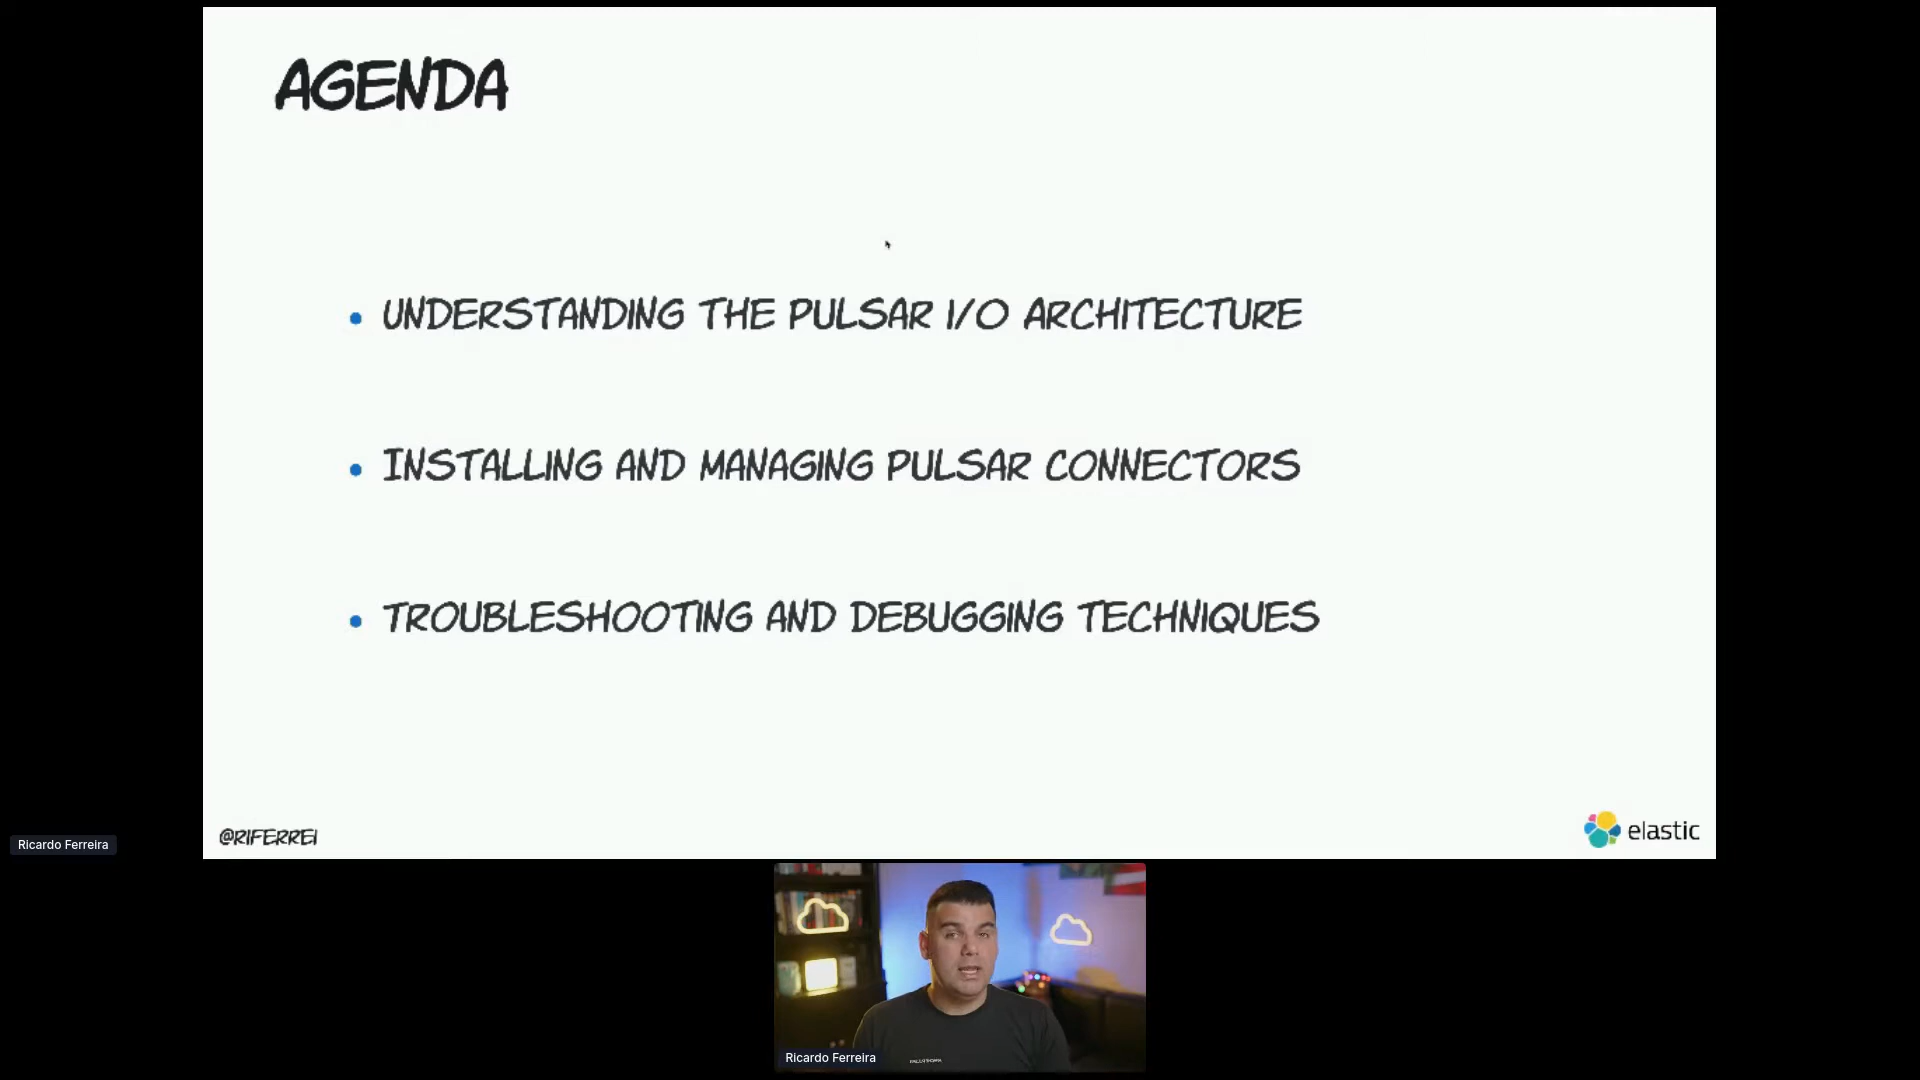 AGENDA
• UNDERSTANDING THE PULSAR I/O ARCHITECTURE
• INSTALLING AND MANAGING PULSAR CONNECTORS
• TROUBLESHOOTING AND DEBUGGING TECHNIQUES
@RIFERREI
elastic
Ricardo Ferreira
Ricardo Ferreira